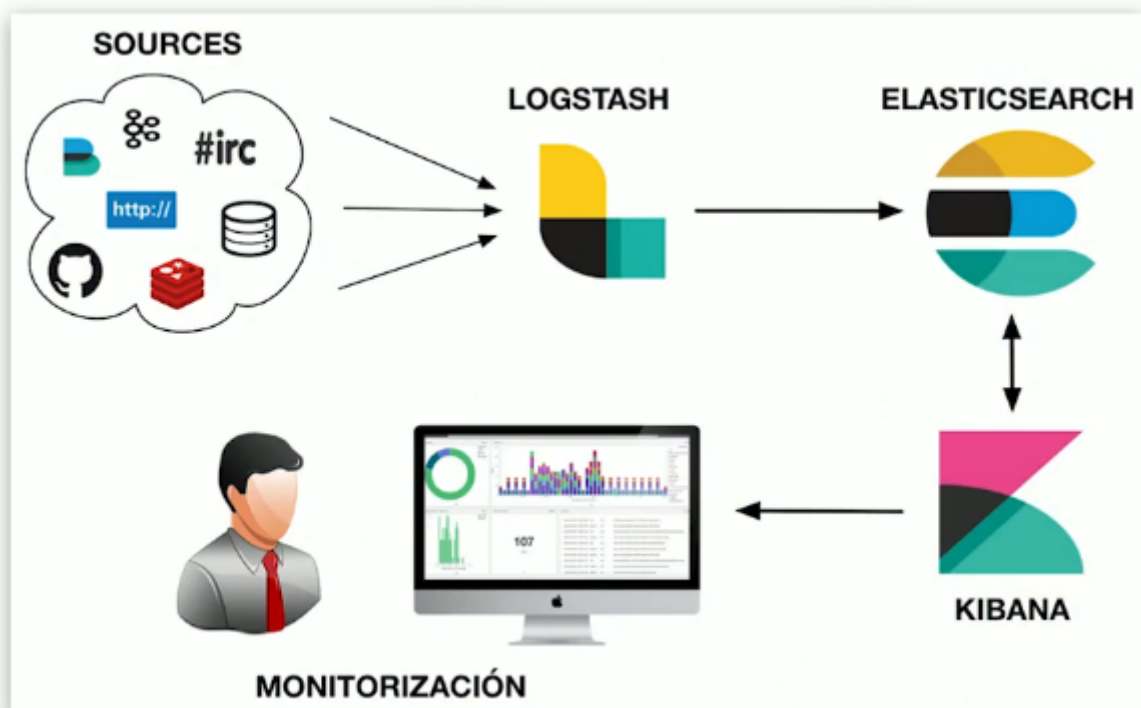 SOURCES
LOGSTASH
ELASTICSEARCH
#irc
http://
107
KIBANA
MONITORIZACIÓN